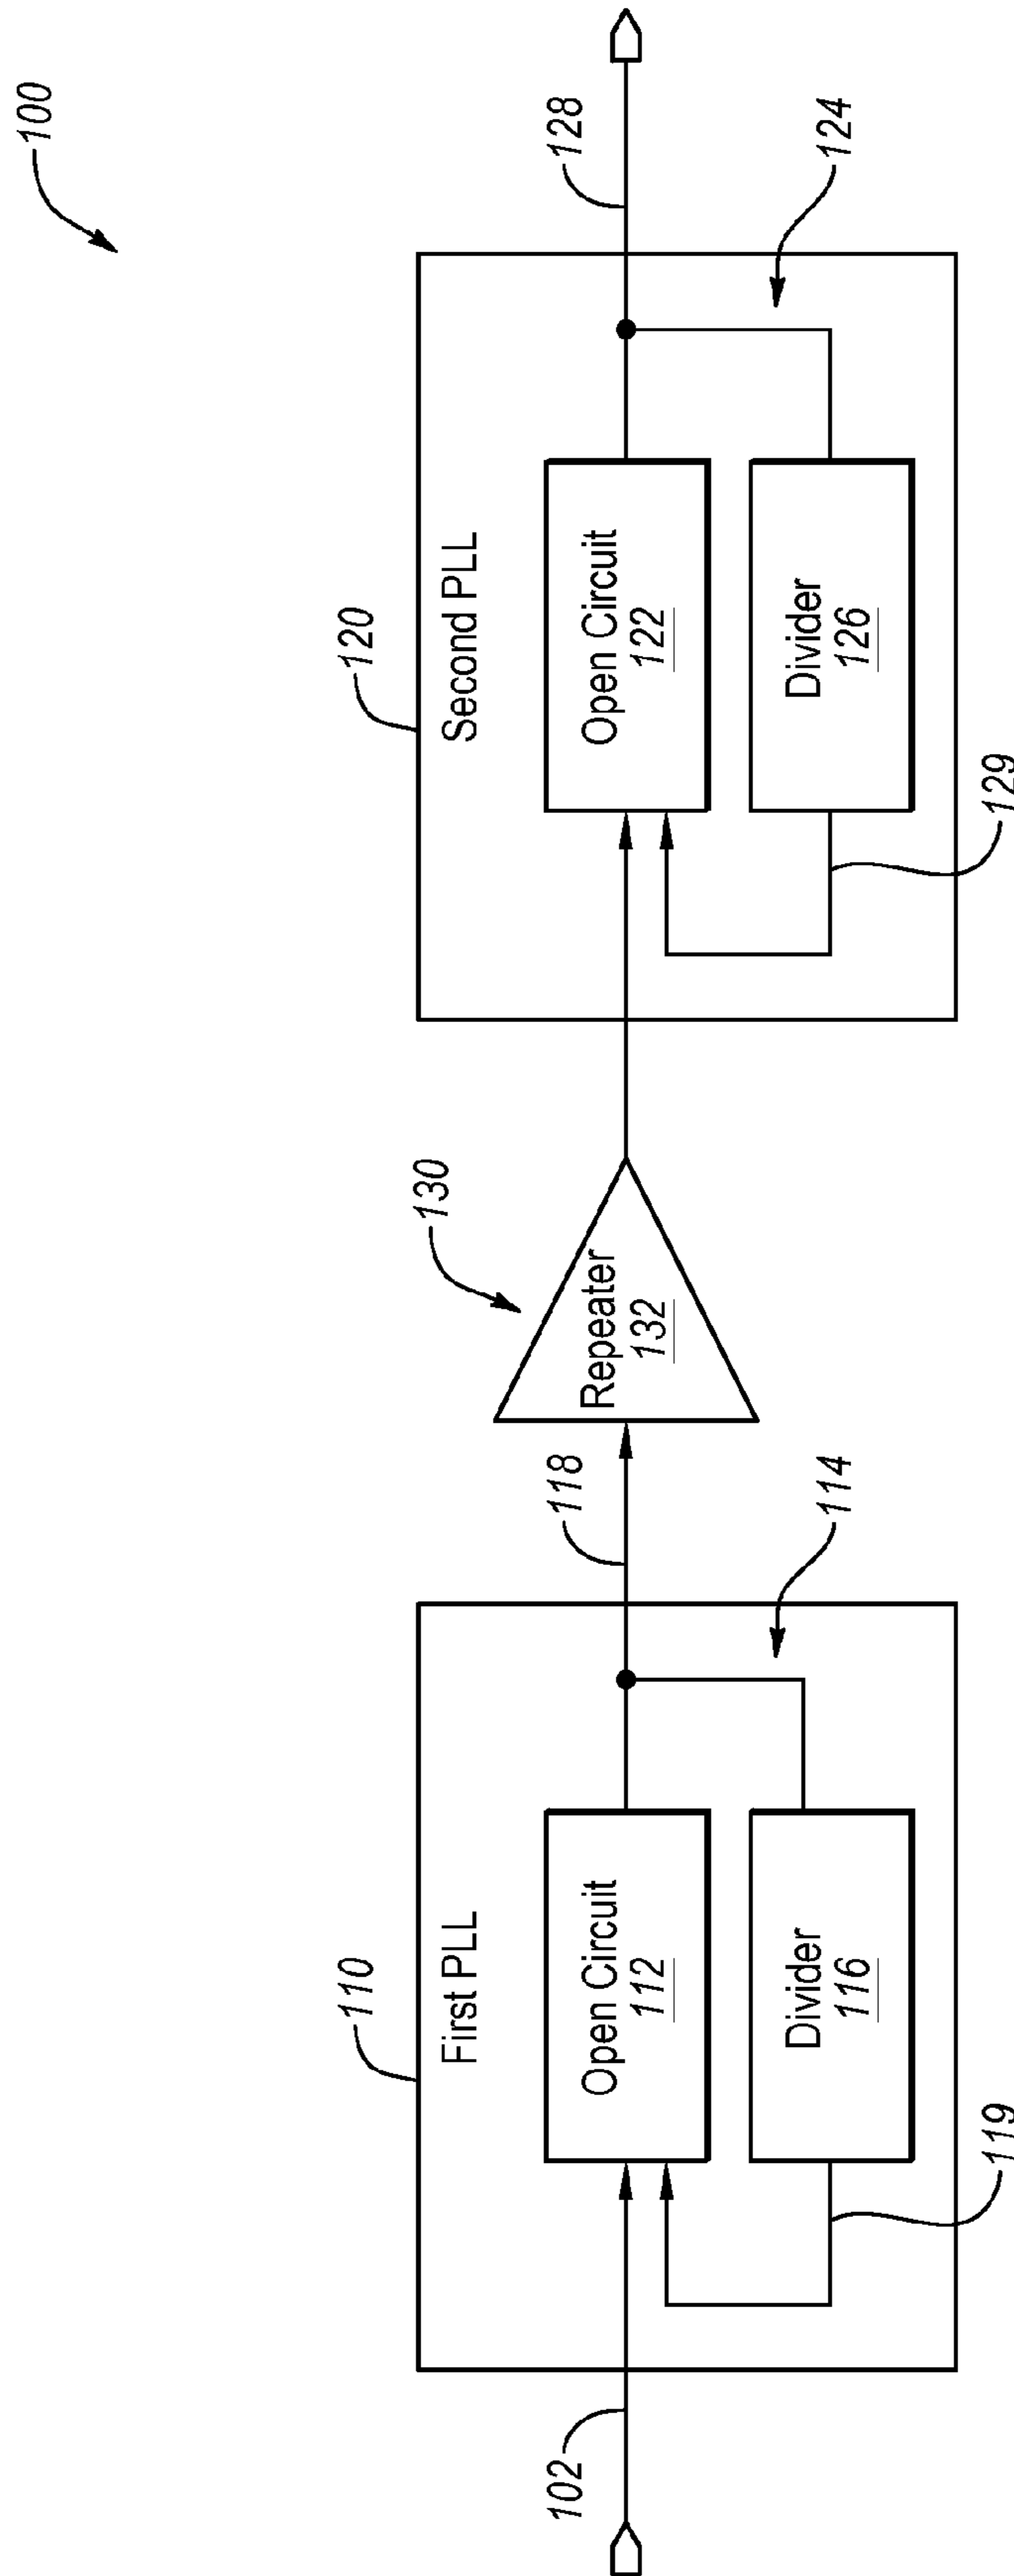 100
110
First PLL
Open Circuit
112
Divider
116
114
102
119
118
130
Repeater
132
120
Second PLL
Open Circuit
122
Divider
126
124
128
129